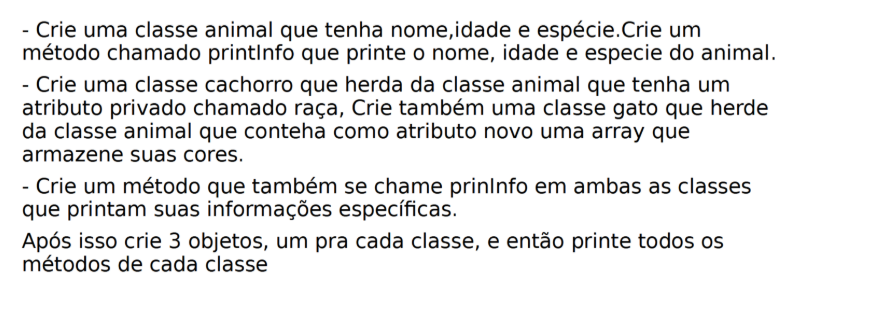 - Crie uma classe animal que tenha nome,idade e espécie.Crie um
método chamado printInfo que printe o nome, idade e especie do animal.
- Crie uma classe cachorro que herda da classe animal que tenha um
atributo privado chamado raça, Crie também uma classe gato que herde
da classe animal que conteha como atributo novo uma array que
armazene suas cores.
- Crie um método que também se chame prinInfo em ambas as classes
que printam suas informações específicas.
Após isso crie 3 objetos, um pra cada classe, e então printe todos os
métodos de cada classe